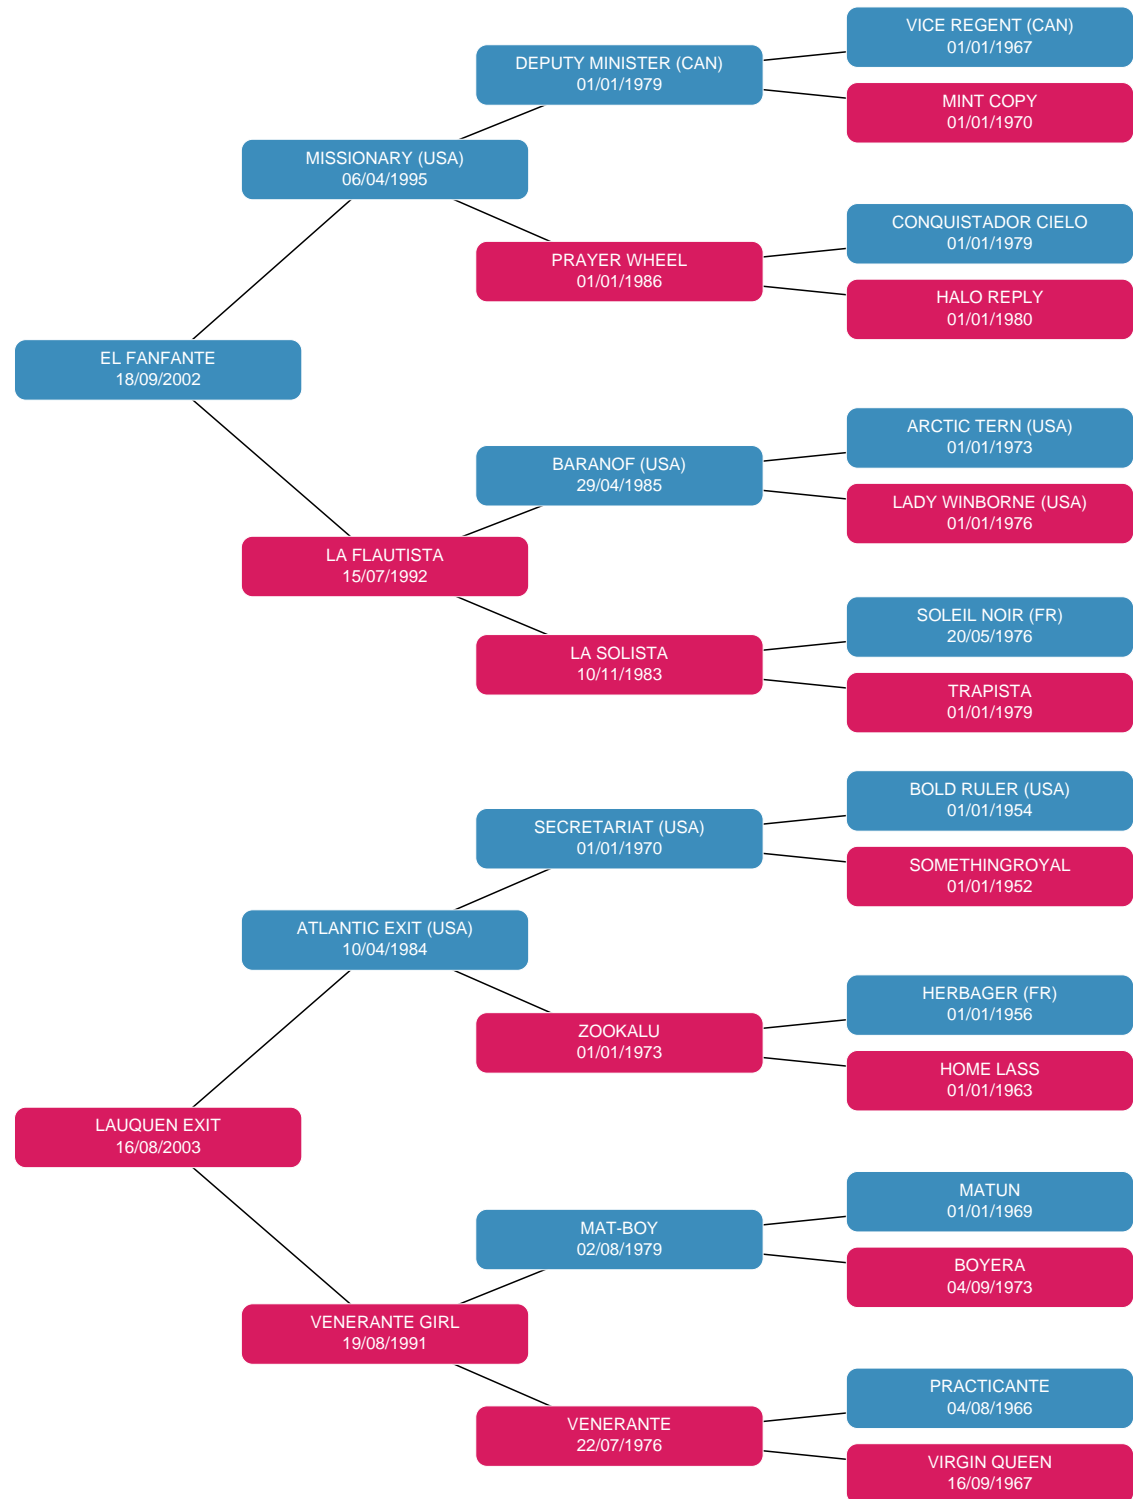 VICE REGENT (CAN)
01/01/1967
DEPUTY MINISTER (CAN)
01/01/1979
MINT COPY
01/01/1970
MISSIONARY (USA)
06/04/1995
CONQUISTADOR CIELO
01/01/1979
PRAYER WHEEL
01/01/1986
HALO REPLY
01/01/1980
EL FANFANTE
18/09/2002
ARCTIC TERN (USA)
01/01/1973
BARANOF (USA)
29/04/1985
LADY WINBORNE (USA)
01/01/1976
LA FLAUTISTA
15/07/1992
SOLEIL NOIR (FR)
20/05/1976
LA SOLISTA
10/11/1983
TRAPISTA
01/01/1979
BOLD RULER (USA)
01/01/1954
SECRETARIAT (USA)
01/01/1970
SOMETHINGROYAL
01/01/1952
ATLANTIC EXIT (USA)
10/04/1984
HERBAGER (FR)
01/01/1956
ZOOKALU
01/01/1973
HOME LASS
01/01/1963
LAUQUEN EXIT
16/08/2003
MATUN
01/01/1969
MAT-BOY
02/08/1979
BOYERA
04/09/1973
VENERANTE GIRL
19/08/1991
PRACTICANTE
04/08/1966
VENERANTE
22/07/1976
VIRGIN QUEEN
16/09/1967